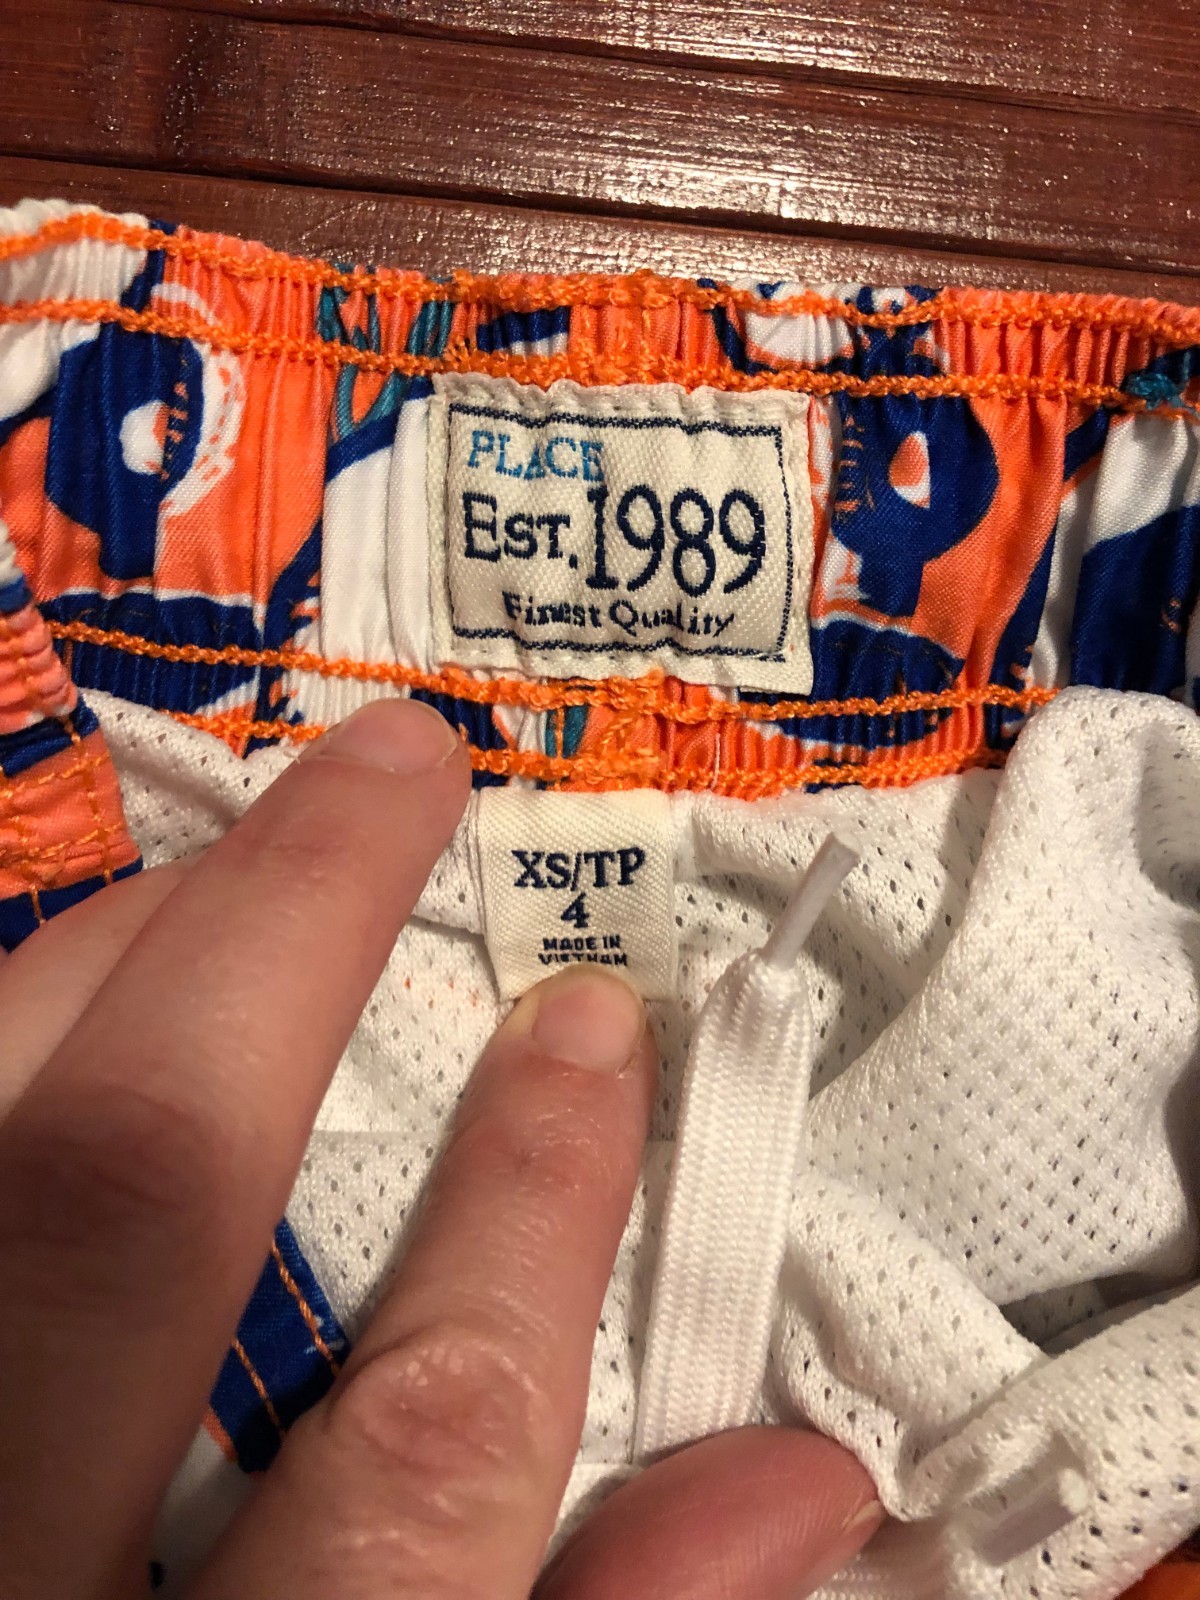 PLACE
EST. 1989
Finest Quality
XS/TP
4
MADE IN
VIETNAM